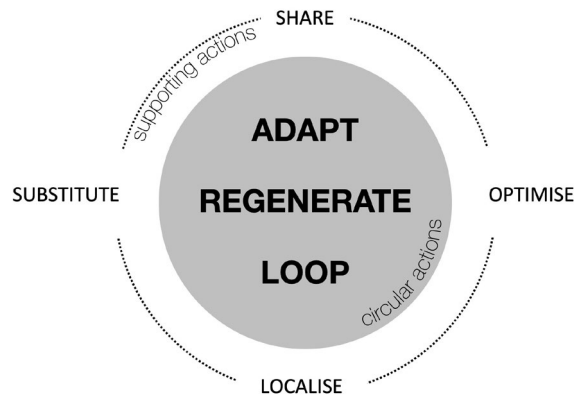 SHARE
supporting actions
ADAPT
SUBSTITUTE
REGENERATE
OPTIMISE
LOOP
circular actions
LOCALISE